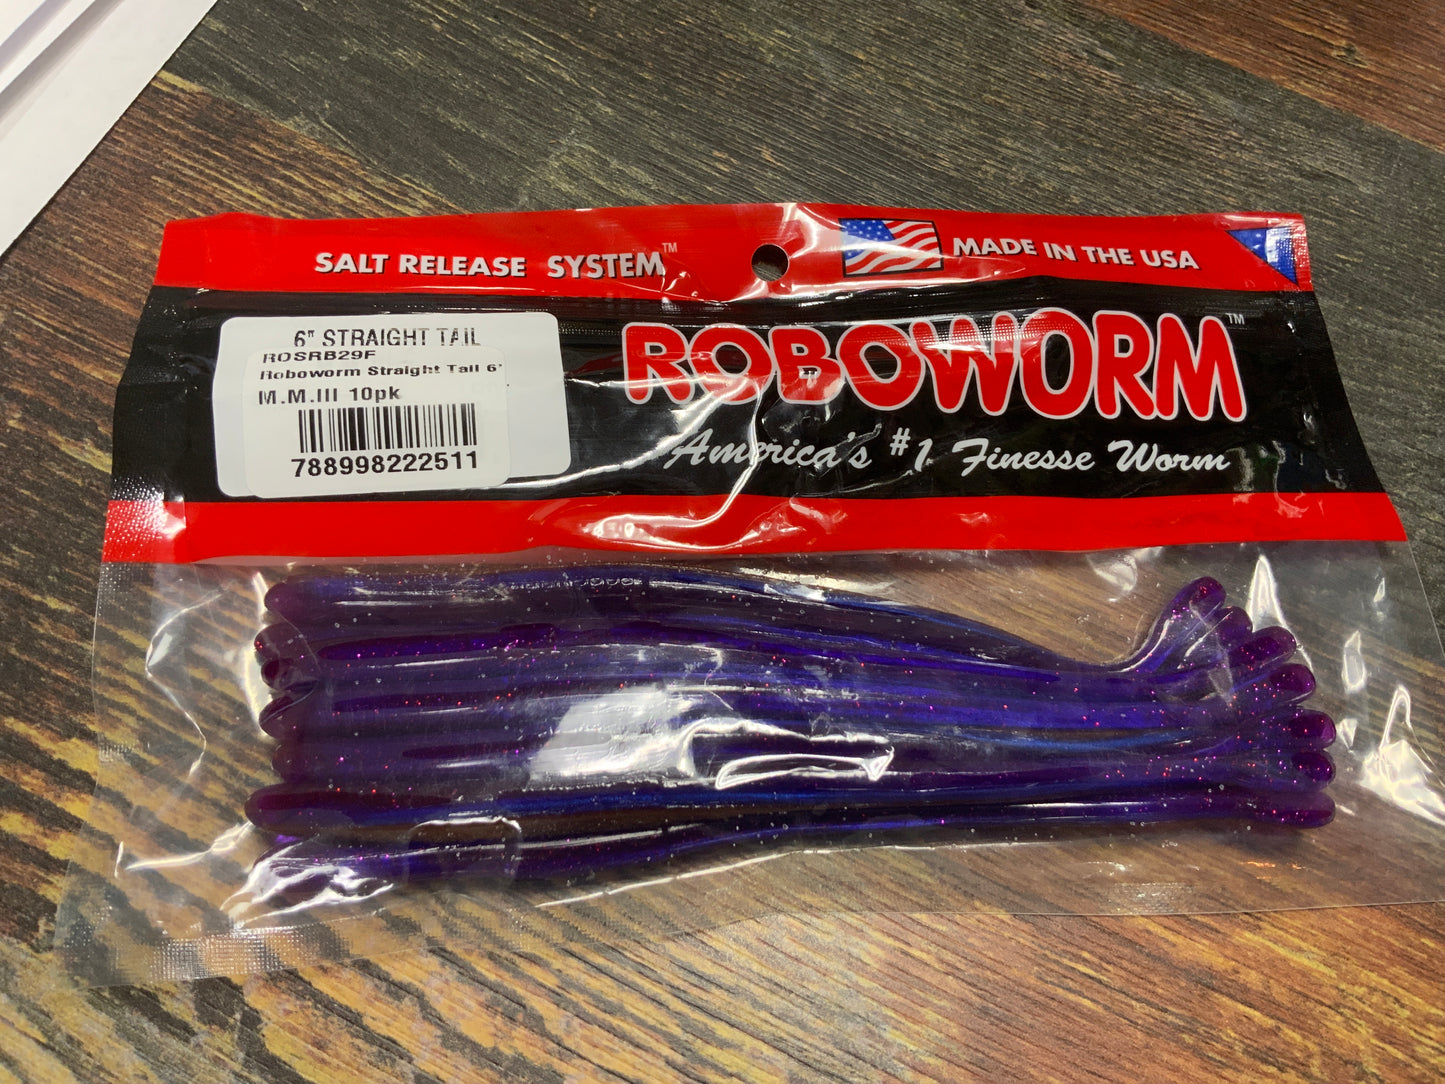 SALT RELEASE SYSTEM™
MADE IN THE USA
6" STRAIGHT TAIL
ROSRB29F
Roboworm Straight Tail 6'
M.M.III 10pk
788998222511
ROBOWORM™
America's #1 Finesse Worm